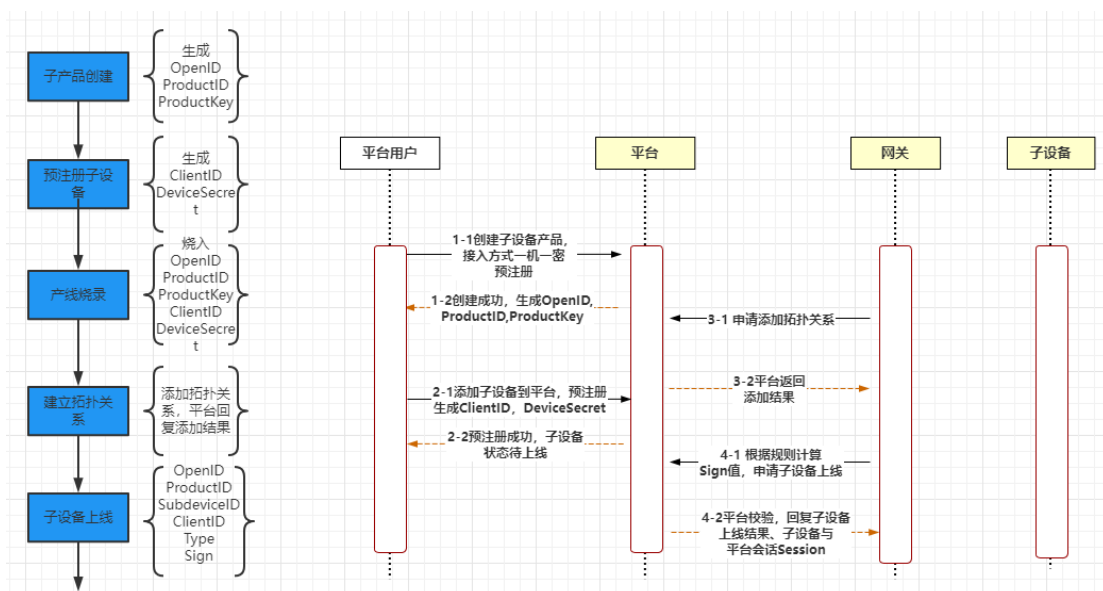 子产品创建
生成
OpenID
ProductID
ProductKey
预注册子设
备
生成
ClientID
DeviceSecre
t
产线烧录
烧入
OpenID
ProductID
ProductKey
ClientID
DeviceSecre
t
建立拓扑关
系
添加拓扑关
系，平台回
复添加结果
子设备上线
OpenID
ProductID
SubdeviceID
ClientID
Type
Sign
平台用户
平台
网关
子设备
1-1创建子设备产品，
接入方式一机一密
预注册
1-2创建成功，生成OpenID,
ProductID,ProductKey
3-1 申请添加拓扑关系
2-1添加子设备到平台，预注册
生成ClientID，DeviceSecret
3-2平台返回
添加结果
2-2预注册成功，子设备
状态待上线
4-1 根据规则计算
Sign值，申请子设备上线
4-2平台校验，回复子设备
上线结果、子设备与
平台会话Session